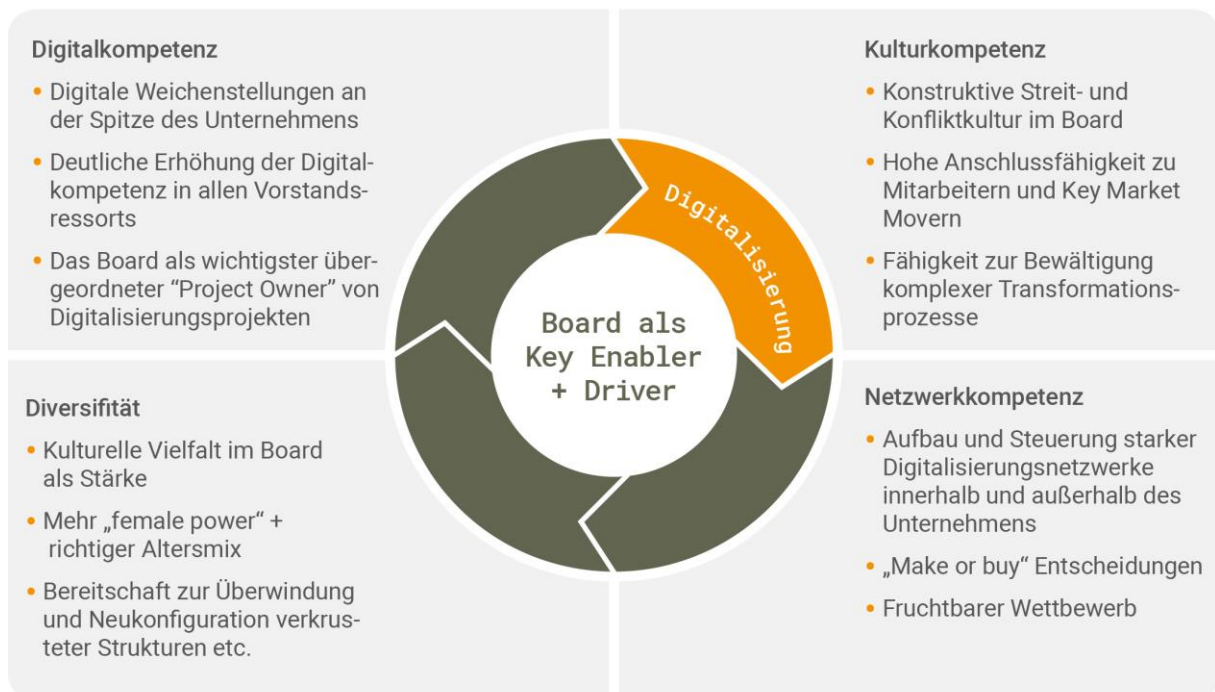 Digitalkompetenz
• Digitale Weichenstellungen an
der Spitze des Unternehmens
• Deutliche Erhöhung der Digital-
kompetenz in allen Vorstands-
ressorts
• Das Board als wichtigster über-
geordneter “Project Owner” von
Digitalisierungsprojekten
Kulturkompetenz
• Konstruktive Streit- und
Konfliktkultur im Board
• Hohe Anschlussfähigkeit zu
Mitarbeitern und Key Market
Movern
• Fähigkeit zur Bewältigung
komplexer Transformations-
prozesse
Digitalisierung
Board als
Key Enabler
+ Driver
Diversifität
• Kulturelle Vielfalt im Board
als Stärke
• Mehr „female power“ +
richtiger Altersmix
• Bereitschaft zur Überwindung
und Neukonfiguration verkrus-
teter Strukturen etc.
Netzwerkkompetenz
• Aufbau und Steuerung starker
Digitalisierungsnetzwerke
innerhalb und außerhalb des
Unternehmens
• „Make or buy“ Entscheidungen
• Fruchtbarer Wettbewerb